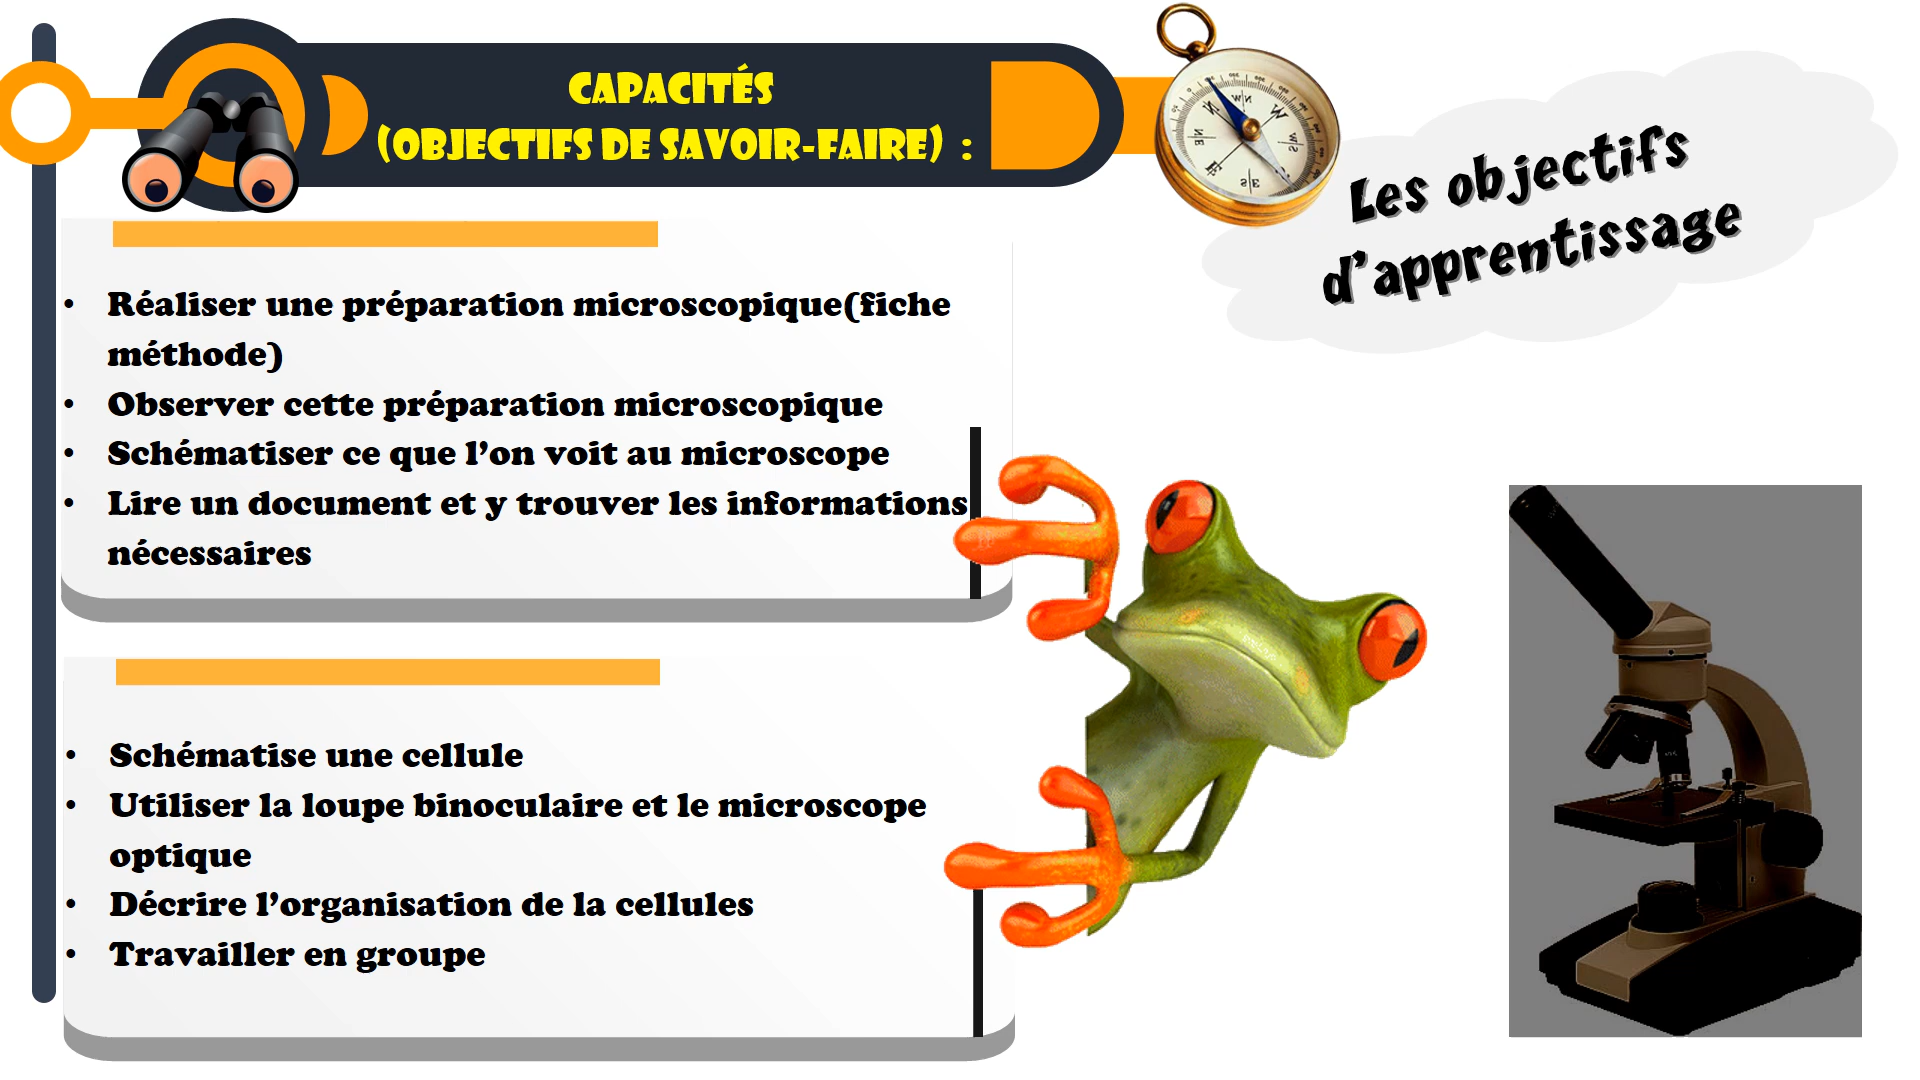 CAPACITÉS
(OBJECTIFS DE SAVOIR-FAIRE) :
Les objectifs
d'apprentissage
• Réaliser une préparation microscopique(fiche
méthode)
• Observer cette préparation microscopique
• Schématiser ce que l'on voit au microscope
• Lire un document et y trouver les informations
nécessaires
• Schématise une cellule
• Utiliser la loupe binoculaire et le microscope
optique
• Décrire l'organisation de la cellules
• Travailler en groupe